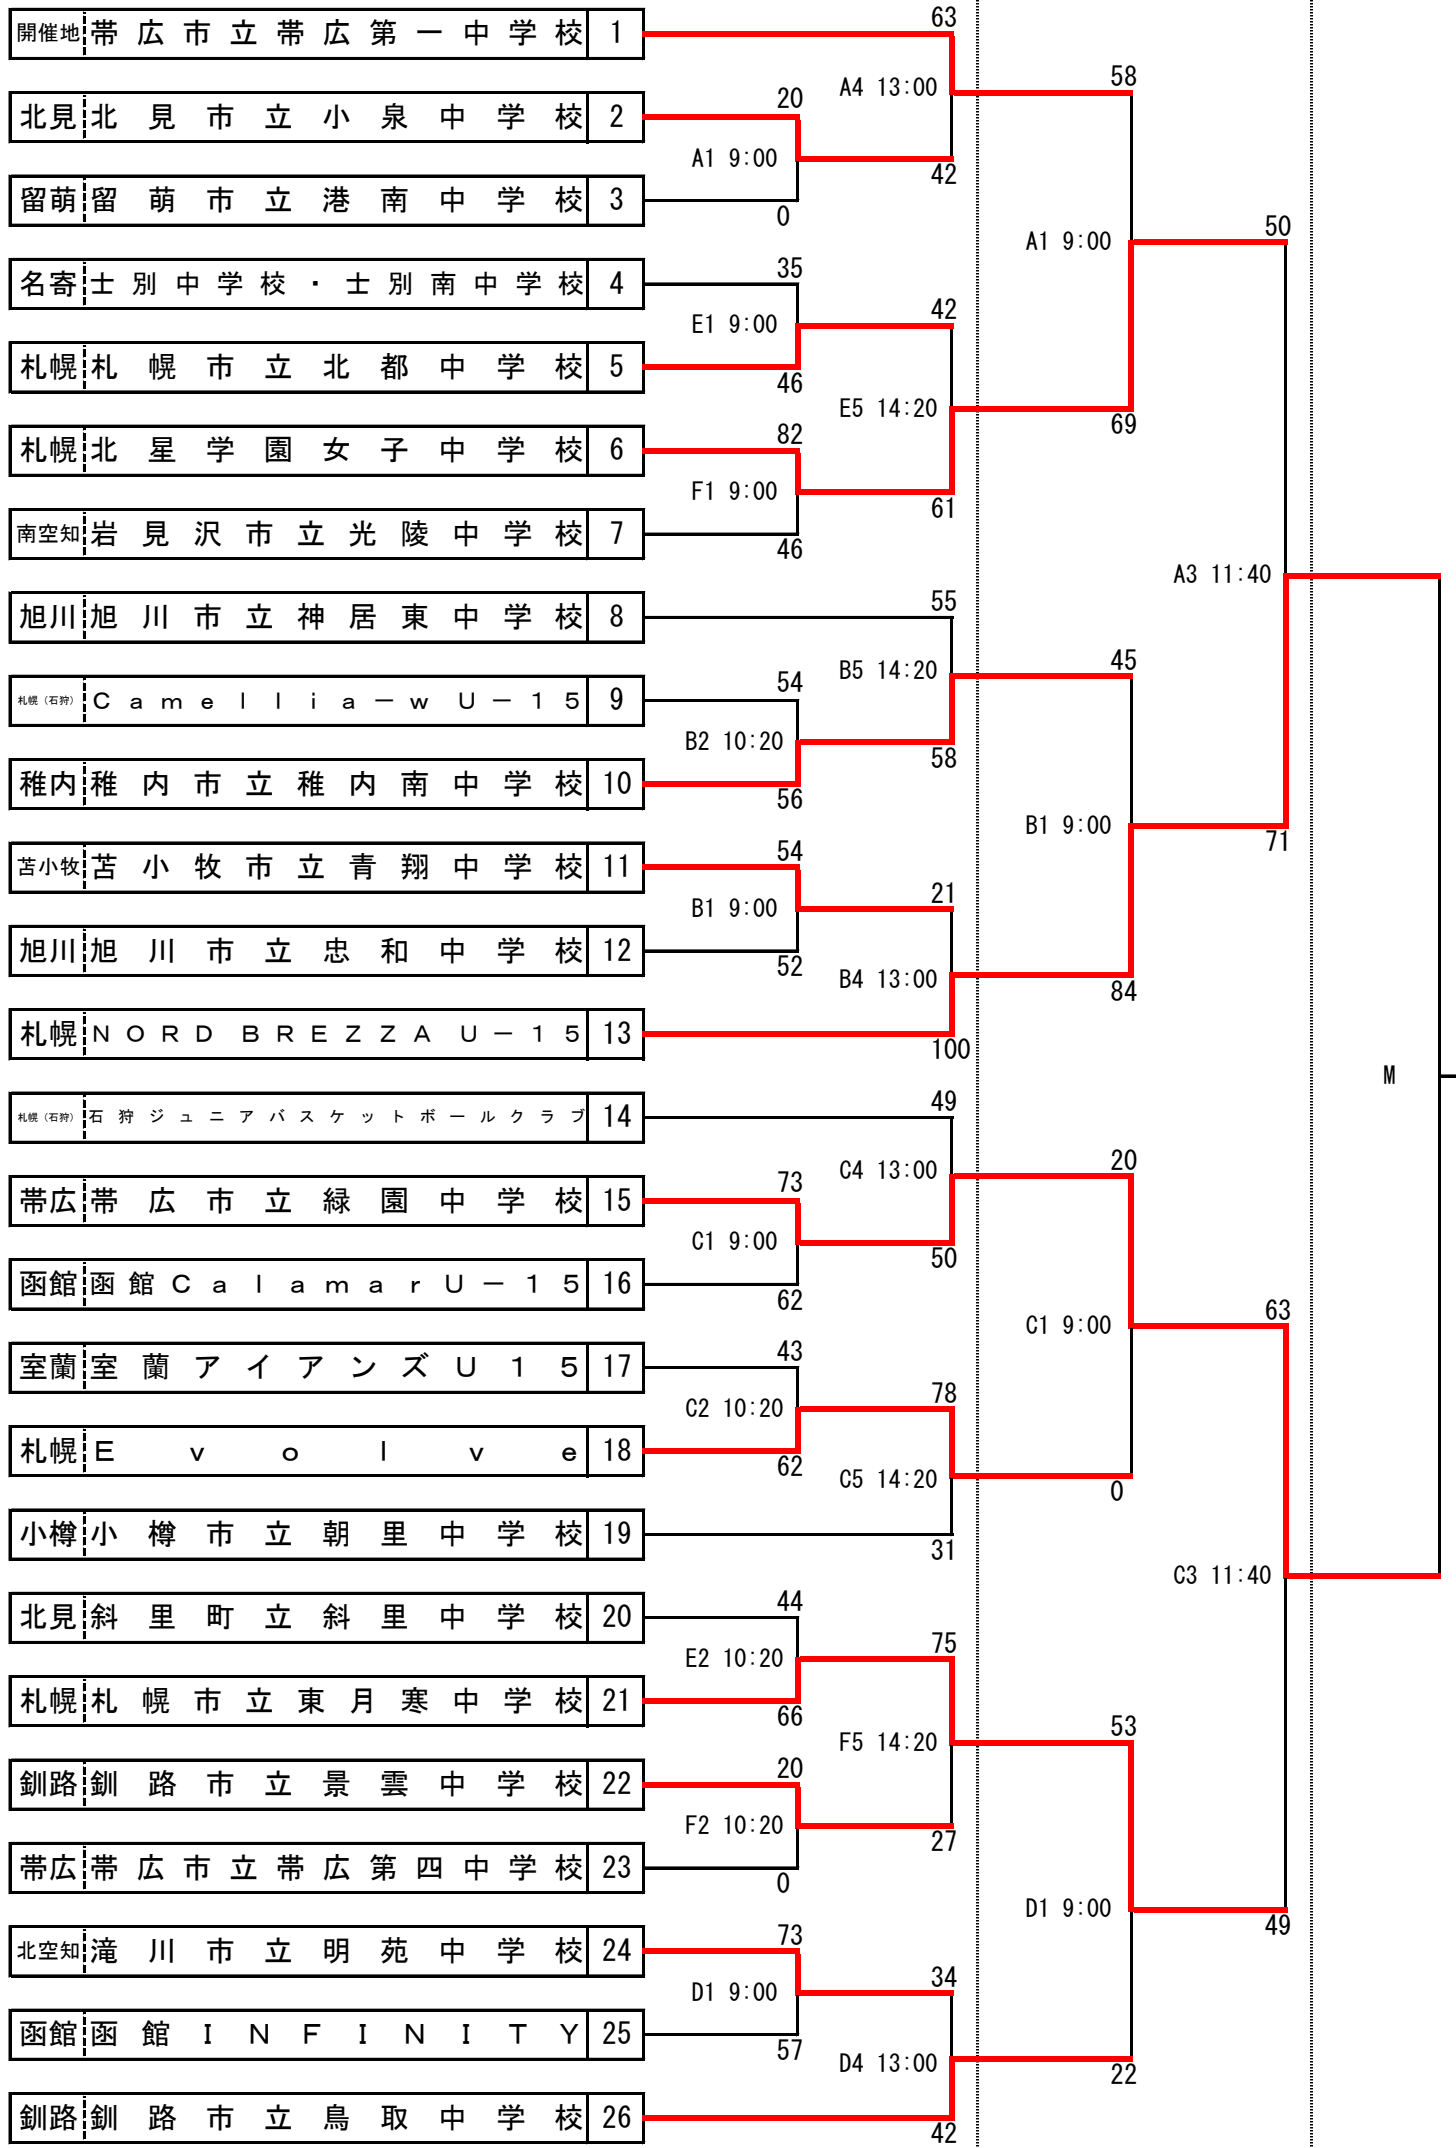 開催地 帯広市立帯広第一中学校 1
北見 北見市立小泉中学校 2
留萌 留萌市立港南中学校 3
名寄 士別中学校・士別南中学校 4
札幌 札幌市立北都中学校 5
札幌 北星学園女子中学校 6
南空知 岩見沢市立光陵中学校 7
旭川 旭川市立神居東中学校 8
札幌（石狩） Camellia－w U－15 9
稚内 稚内市立稚内南中学校 10
苫小牧 苫小牧市立青翔中学校 11
旭川 旭川市立忠和中学校 12
札幌 NORD BREZZA U－15 13
札幌（石狩） 石狩ジュニアバスケットボールクラブ 14
帯広 帯広市立緑園中学校 15
函館 函館CalamarU－15 16
室蘭 室蘭アイアンズU15 17
札幌 Evolve 18
小樽 小樽市立朝里中学校 19
北見 斜里町立斜里中学校 20
札幌 札幌市立東月寒中学校 21
釧路 釧路市立景雲中学校 22
帯広 帯広市立帯広第四中学校 23
北空知 滝川市立明苑中学校 24
函館 函館INFINITY 25
釧路 釧路市立鳥取中学校 26
20
A1 9:00
0
35
E1 9:00
46
82
F1 9:00
46
54
B2 10:20
56
54
B1 9:00
52
73
C1 9:00
62
43
C2 10:20
62
44
E2 10:20
66
20
F2 10:20
0
73
D1 9:00
57
63
A4 13:00
42
42
E5 14:20
61
55
B5 14:20
58
21
B4 13:00
100
49
C4 13:00
50
78
C5 14:20
31
75
F5 14:20
27
34
D4 13:00
42
58
A1 9:00
69
45
B1 9:00
84
20
C1 9:00
0
53
D1 9:00
22
50
A3 11:40
71
63
C3 11:40
49
M